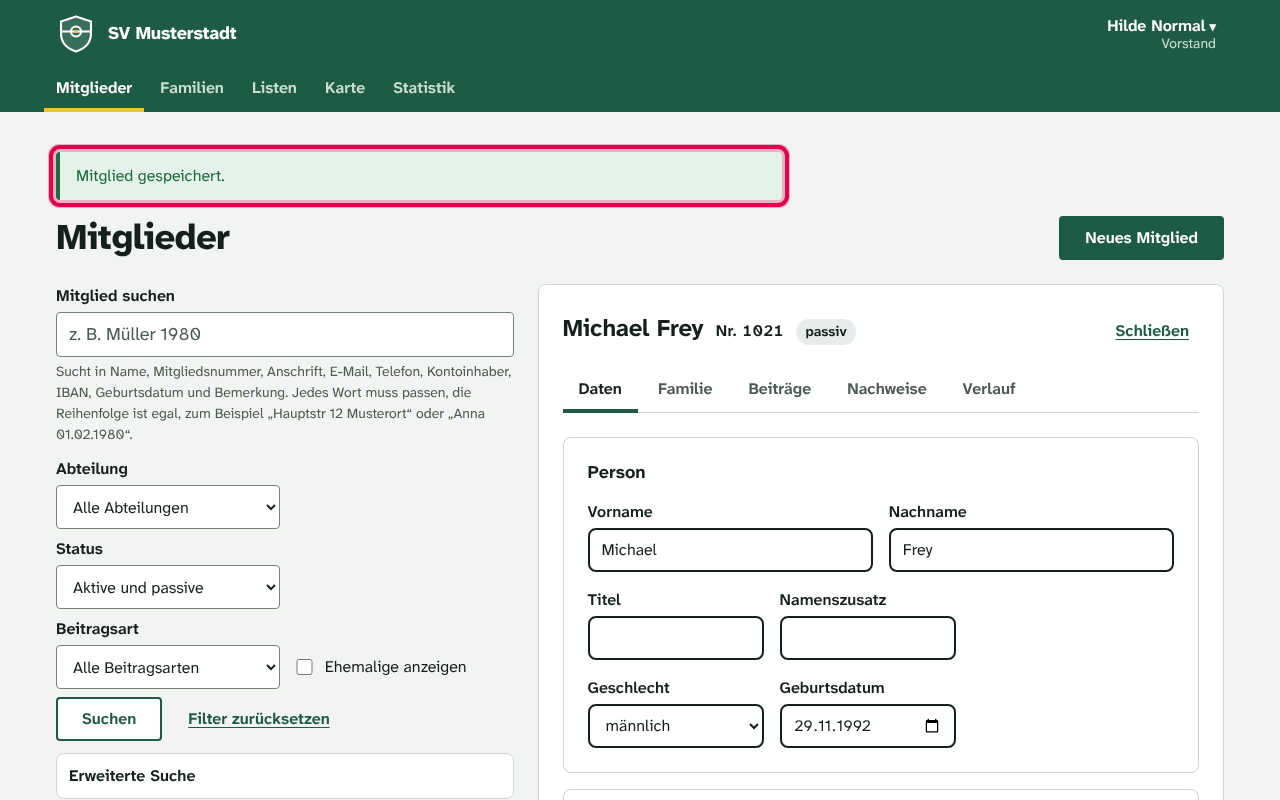 SV Musterstadt
Hilde Normal ▾
Vorstand
Mitglieder Familien Listen Karte Statistik
Mitglied gespeichert.
Mitglieder
Neues Mitglied
Mitglied suchen
z. B. Müller 1980
Sucht in Name, Mitgliedsnummer, Anschrift, E-Mail, Telefon, Kontoinhaber,
IBAN, Geburtsdatum und Bemerkung. Jedes Wort muss passen, die
Reihenfolge ist egal, zum Beispiel „Hauptstr 12 Musterort“ oder „Anna
01.02.1980“.
Abteilung
Alle Abteilungen
Status
Aktive und passive
Beitragsart
Alle Beitragsarten
Ehemalige anzeigen
Suchen
Filter zurücksetzen
Erweiterte Suche
Michael Frey Nr. 1021 passiv
Schließen
Daten Familie Beiträge Nachweise Verlauf
Person
Vorname Nachname
Michael Frey
Titel Namenszusatz
Geschlecht Geburtsdatum
männlich 29.11.1992